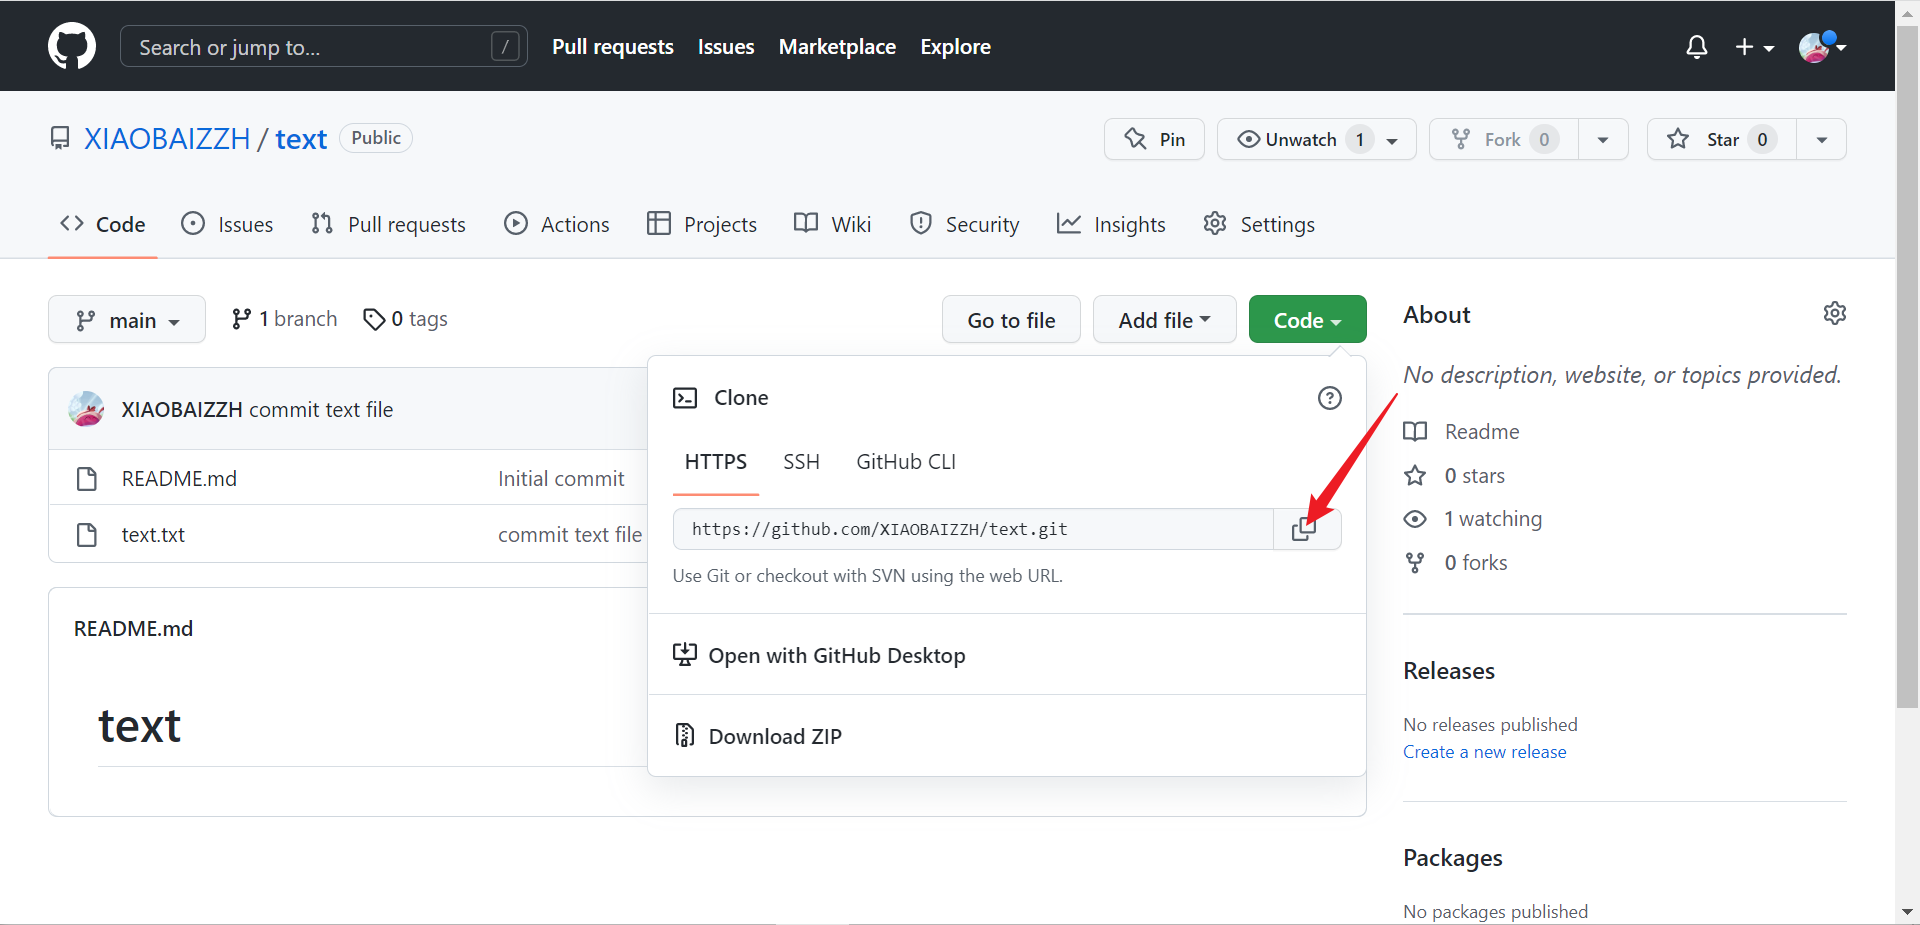 Search or jump to... /
Pull requests Issues Marketplace Explore
XIAOBAIZZH / text Public
Pin Unwatch 1 Fork 0 Star 0
Code Issues Pull requests Actions Projects Wiki Security Insights Settings
main 1 branch 0 tags
Go to file Add file Code
XIAOBAIZZH commit text file
README.md Initial commit
text.txt commit text file
README.md
text
Clone
HTTPS SSH GitHub CLI
https://github.com/XIAOBAIZZH/text.git
Use Git or checkout with SVN using the web URL.
Open with GitHub Desktop
Download ZIP
About
No description, website, or topics provided.
Readme
0 stars
1 watching
0 forks
Releases
No releases published
Create a new release
Packages
No packages published